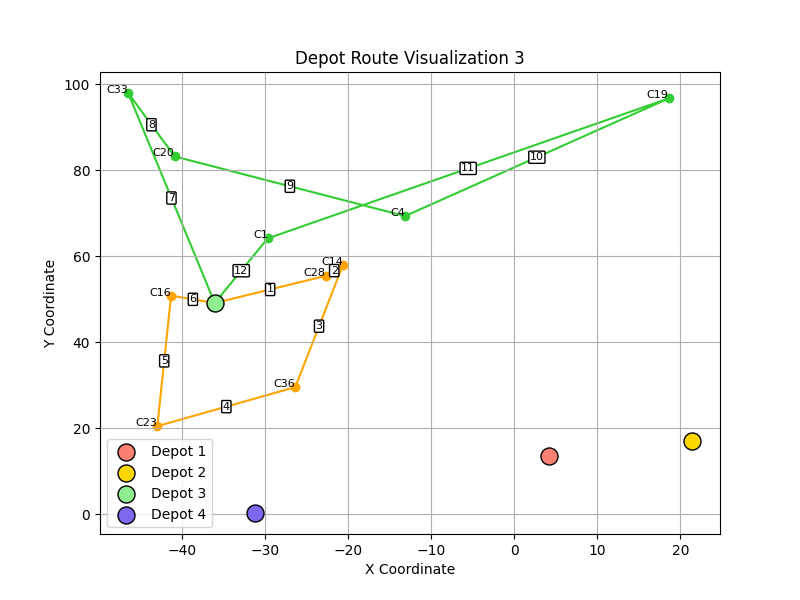 Depot Route Visualization 3
100
80
60
40
20
0
Y Coordinate
C33
C19
8
C20
10
11
9
7
C4
C1
12
C14
2
C28
C16
6
1
3
5
C36
4
C23
Depot 1
Depot 2
Depot 3
Depot 4
−40
−30
−20
−10
0
10
20
X Coordinate